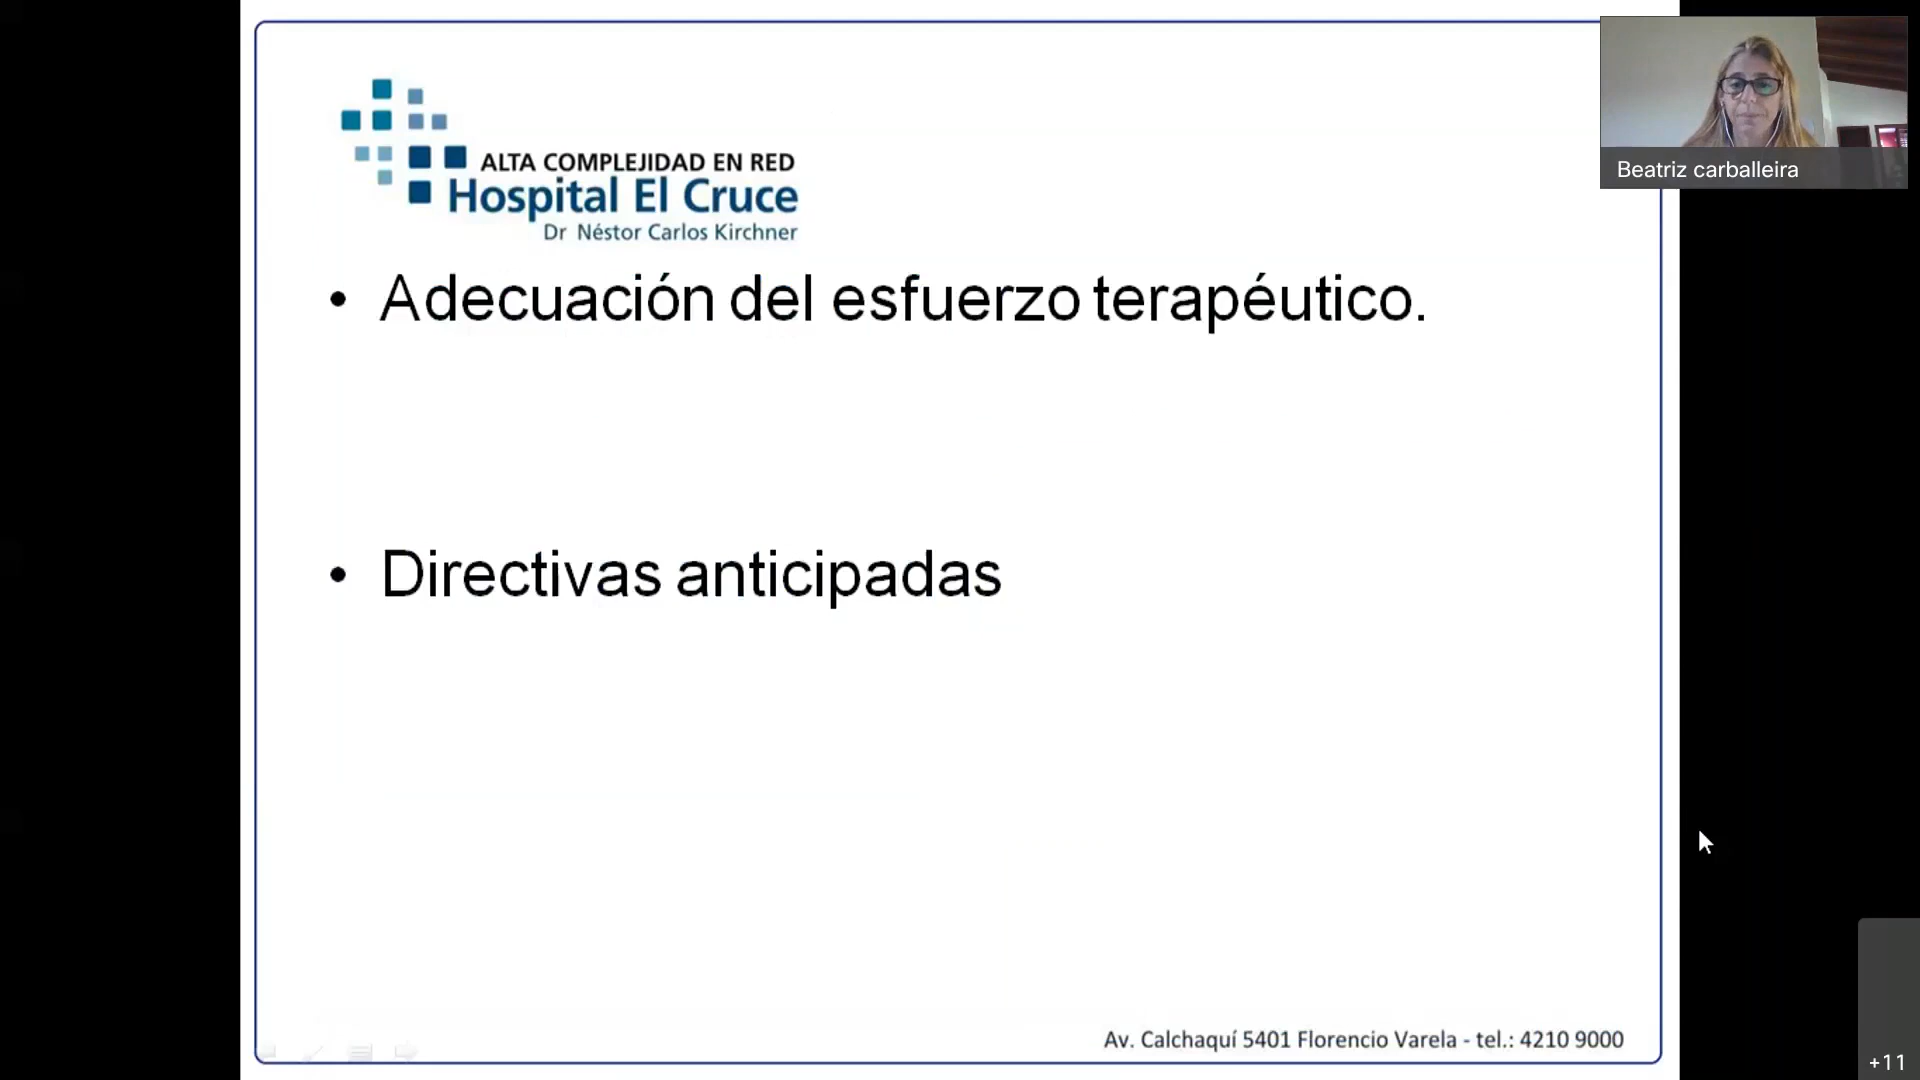 Beatriz carballeira
ALTA COMPLEJIDAD EN RED
Hospital El Cruce
Dr Néstor Carlos Kirchner
• Adecuación del esfuerzo terapéutico.
• Directivas anticipadas
Av. Calchaquí 5401 Florencio Varela - tel.: 4210 9000
+11